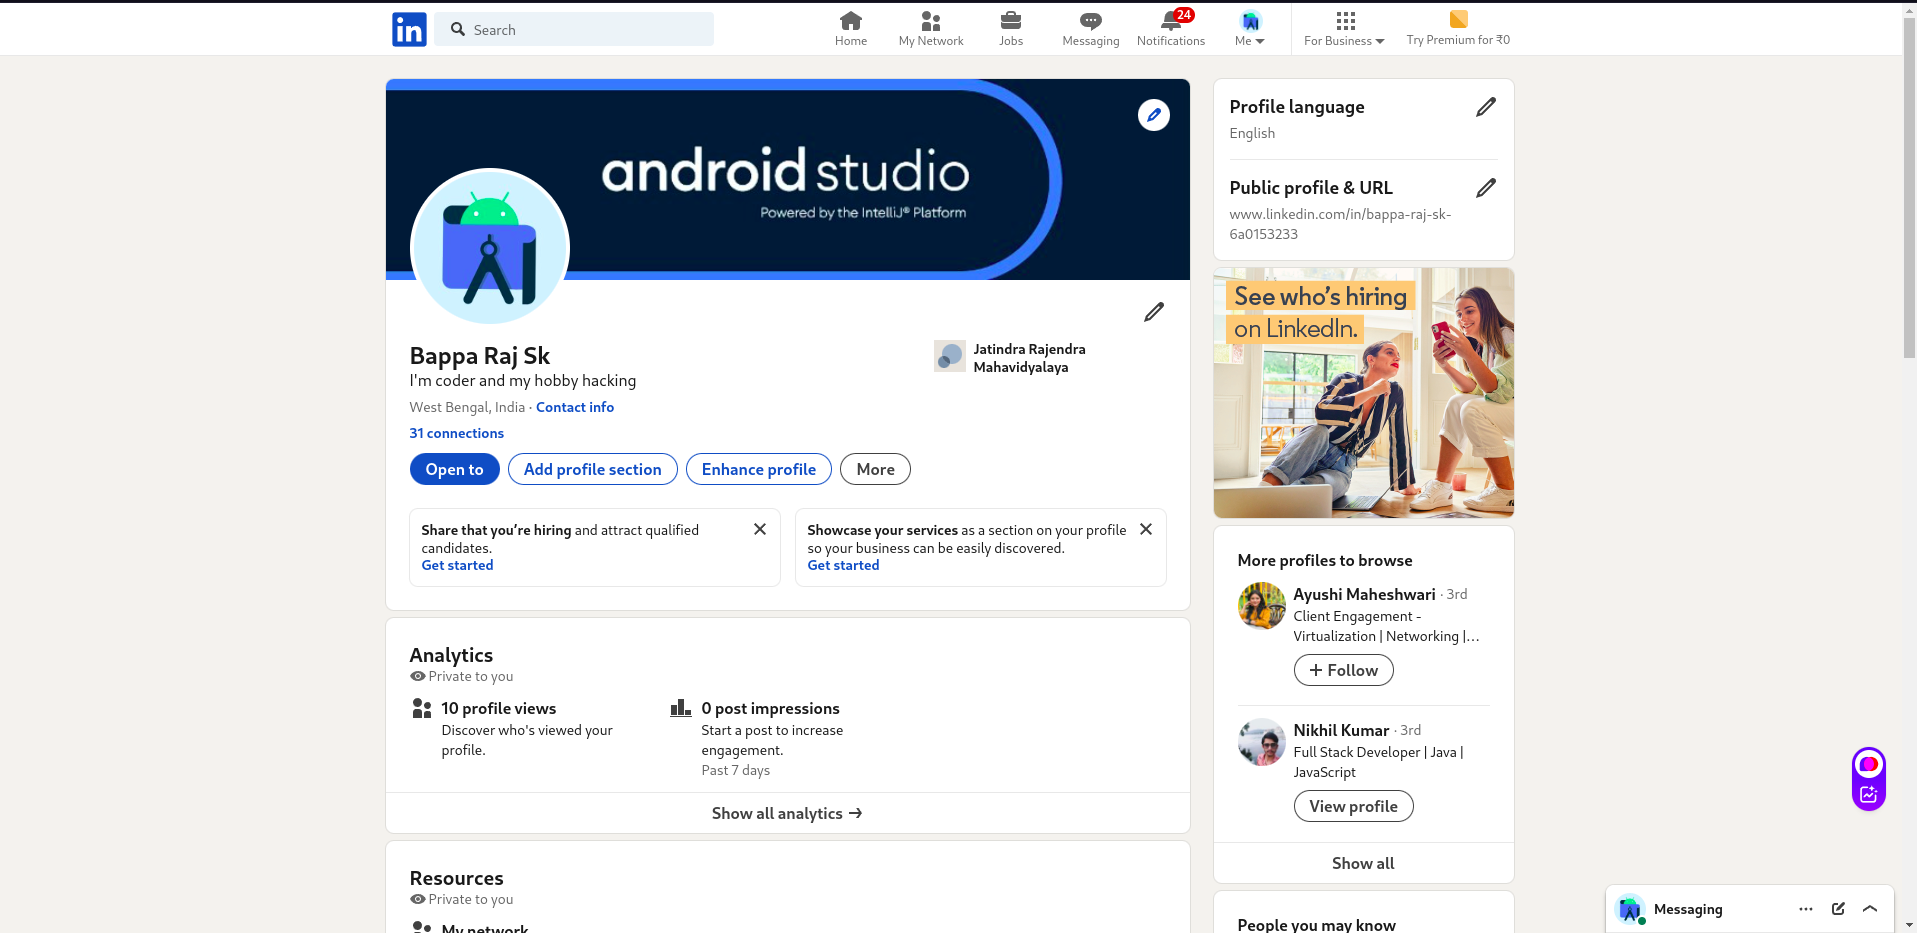 in
Search
Home
My Network
Jobs
Messaging
24
Notifications
Me
For Business
Try Premium for ₹0
android studio
Powered by the IntelliJ® Platform
Bappa Raj Sk
I'm coder and my hobby hacking
West Bengal, India · Contact info
31 connections
Jatindra Rajendra
Mahavidyalaya
Open to
Add profile section
Enhance profile
More
Share that you’re hiring and attract qualified
candidates.
Get started
Showcase your services as a section on your profile
so your business can be easily discovered.
Get started
Analytics
Private to you
10 profile views
Discover who's viewed your
profile.
0 post impressions
Start a post to increase
engagement.
Past 7 days
Show all analytics →
Resources
Private to you
My network
Profile language
English
Public profile & URL
www.linkedin.com/in/bappa-raj-sk-
6a0153233
See who’s hiring
on LinkedIn.
More profiles to browse
Ayushi Maheshwari · 3rd
Client Engagement -
Virtualization | Networking |...
+ Follow
Nikhil Kumar · 3rd
Full Stack Developer | Java |
JavaScript
View profile
Show all
People you may know
Messaging